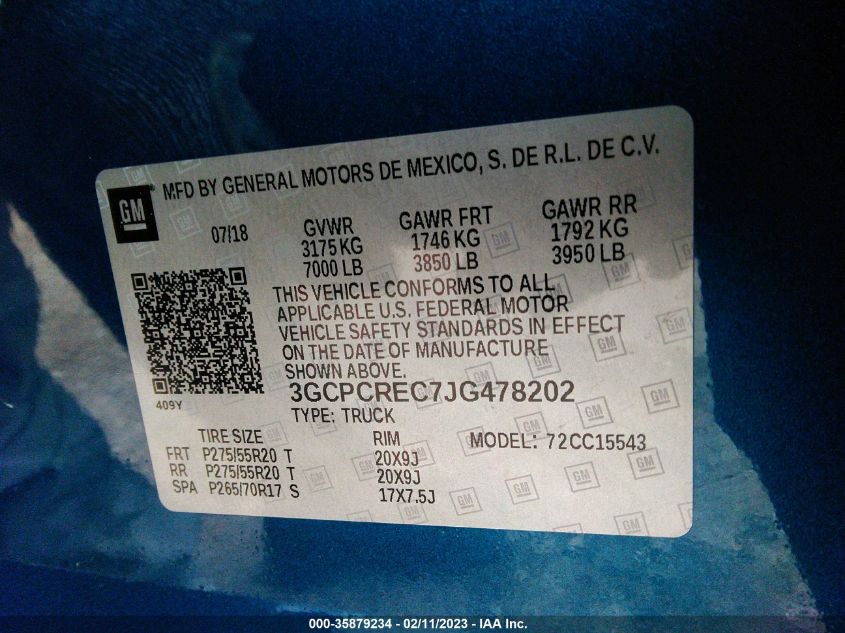 GM® MFD BY GENERAL MOTORS DE MEXICO, S. DE R.L. DE C.V.
07/18 GVWR GAWR FRT GAWR RR
3175 KG 1746 KG 1792 KG
7000 LB 3850 LB 3950 LB
THIS VEHICLE CONFORMS TO ALL
APPLICABLE U.S. FEDERAL MOTOR
VEHICLE SAFETY STANDARDS IN EFFECT
ON THE DATE OF MANUFACTURE
SHOWN ABOVE.
409Y
3GCPCREC7JG478202
TYPE: TRUCK
TIRE SIZE RIM MODEL: 72CC15543
FRT P275/55R20 T 20X9J
RR P275/55R20 T 20X9J
SPA P265/70R17 S 17X7.5J
000-35879234 - 02/11/2023 - IAA Inc.